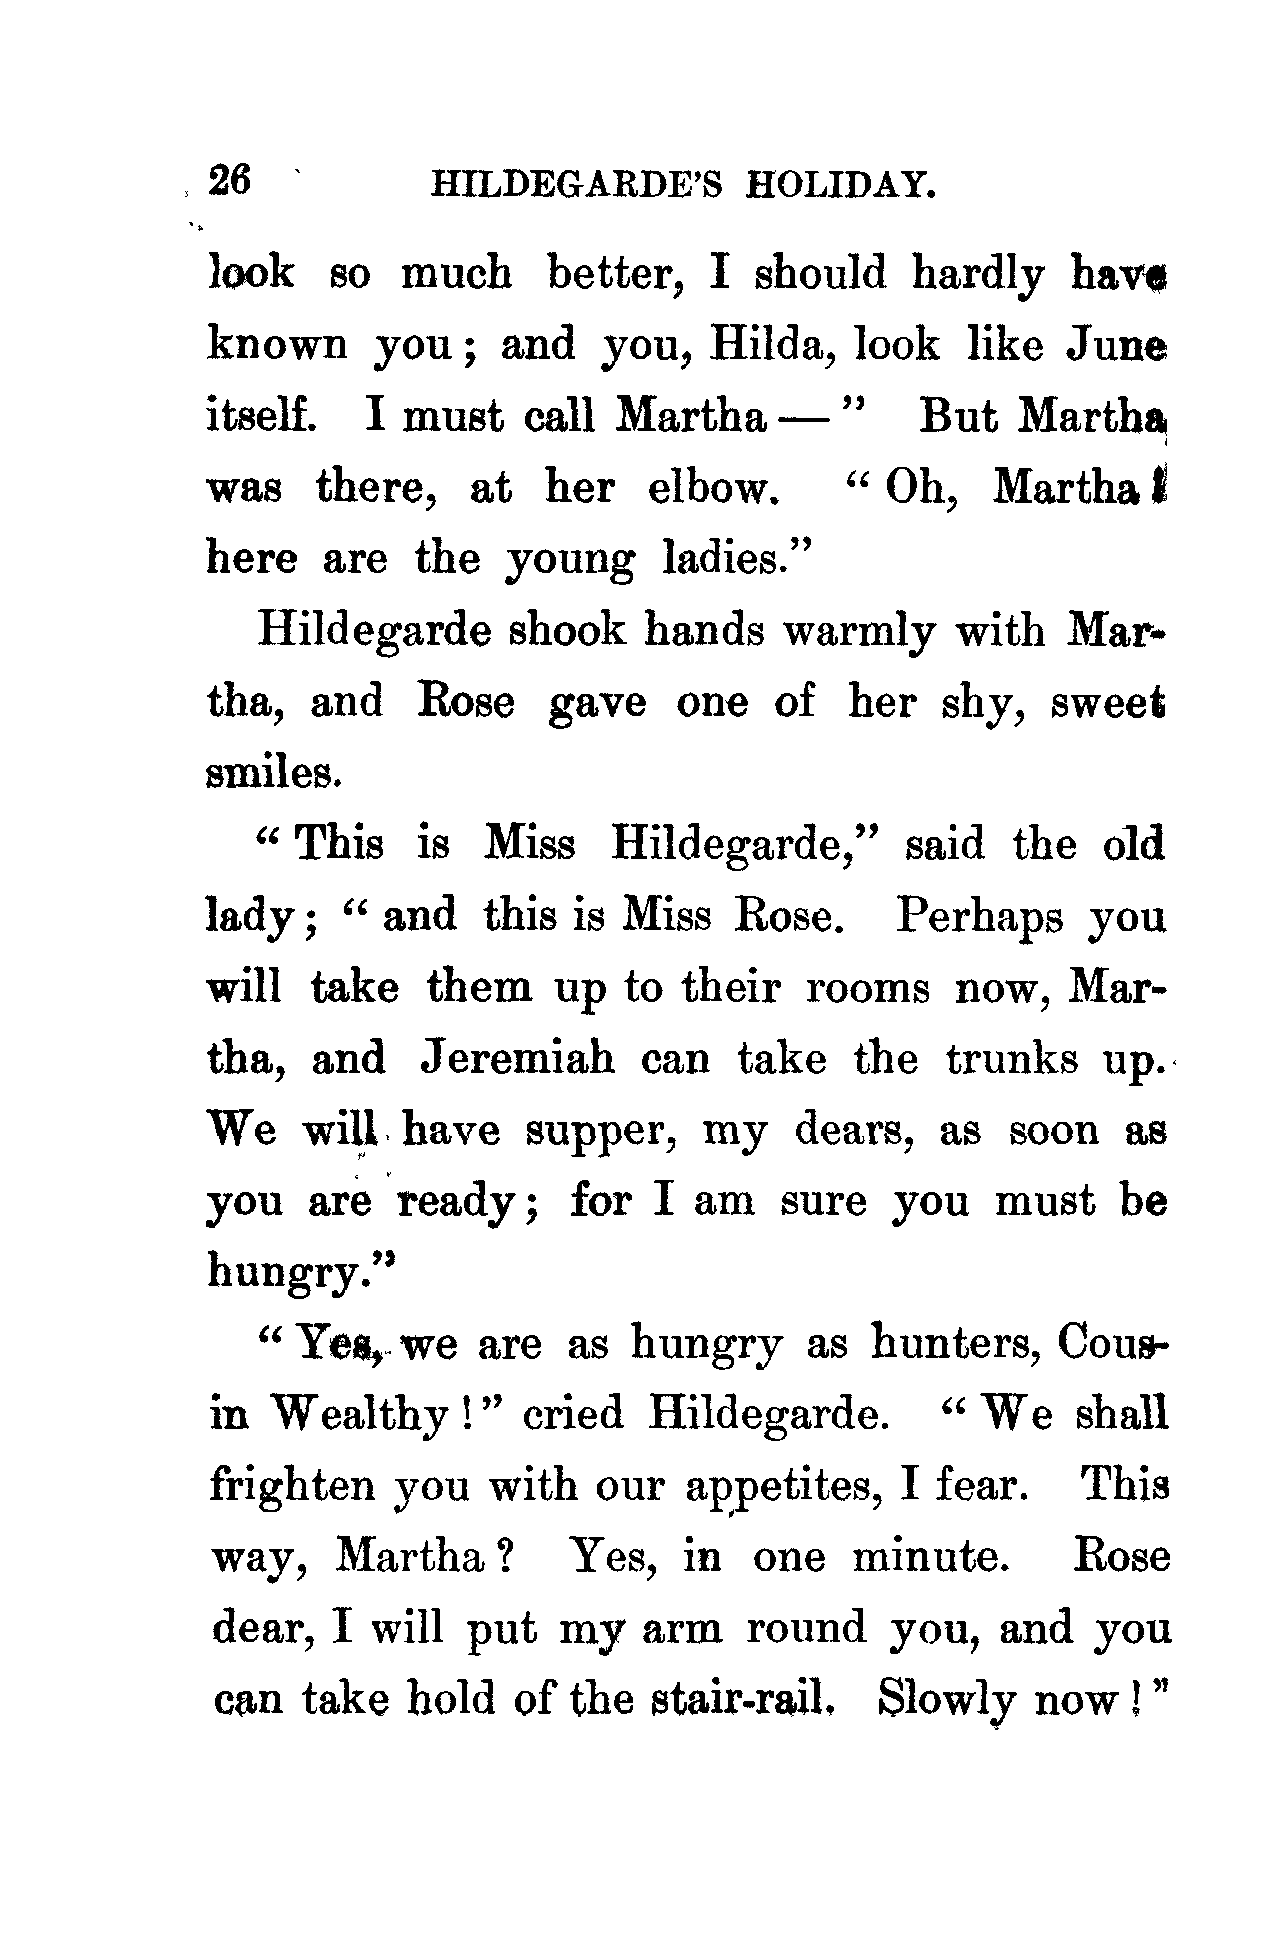 26 HILDEGARDE'S HOLIDAY.
look so much better, I should hardly have
known you; and you, Hilda, look like June
itself. I must call Martha—" But Martha
was there, at her elbow. "Oh, Martha!
here are the young ladies."
Hildegarde shook hands warmly with Mar-
tha, and Rose gave one of her shy, sweet
smiles.
"This is Miss Hildegarde," said the old
lady; "and this is Miss Rose. Perhaps you
will take them up to their rooms now, Mar-
tha, and Jeremiah can take the trunks up.
We will have supper, my dears, as soon as
you are ready; for I am sure you must be
hungry."
"Yes, we are as hungry as hunters, Cous-
in Wealthy!" cried Hildegarde. "We shall
frighten you with our appetites, I fear. This
way, Martha? Yes, in one minute. Rose
dear, I will put my arm round you, and you
can take hold of the stair-rail. Slowly now!"